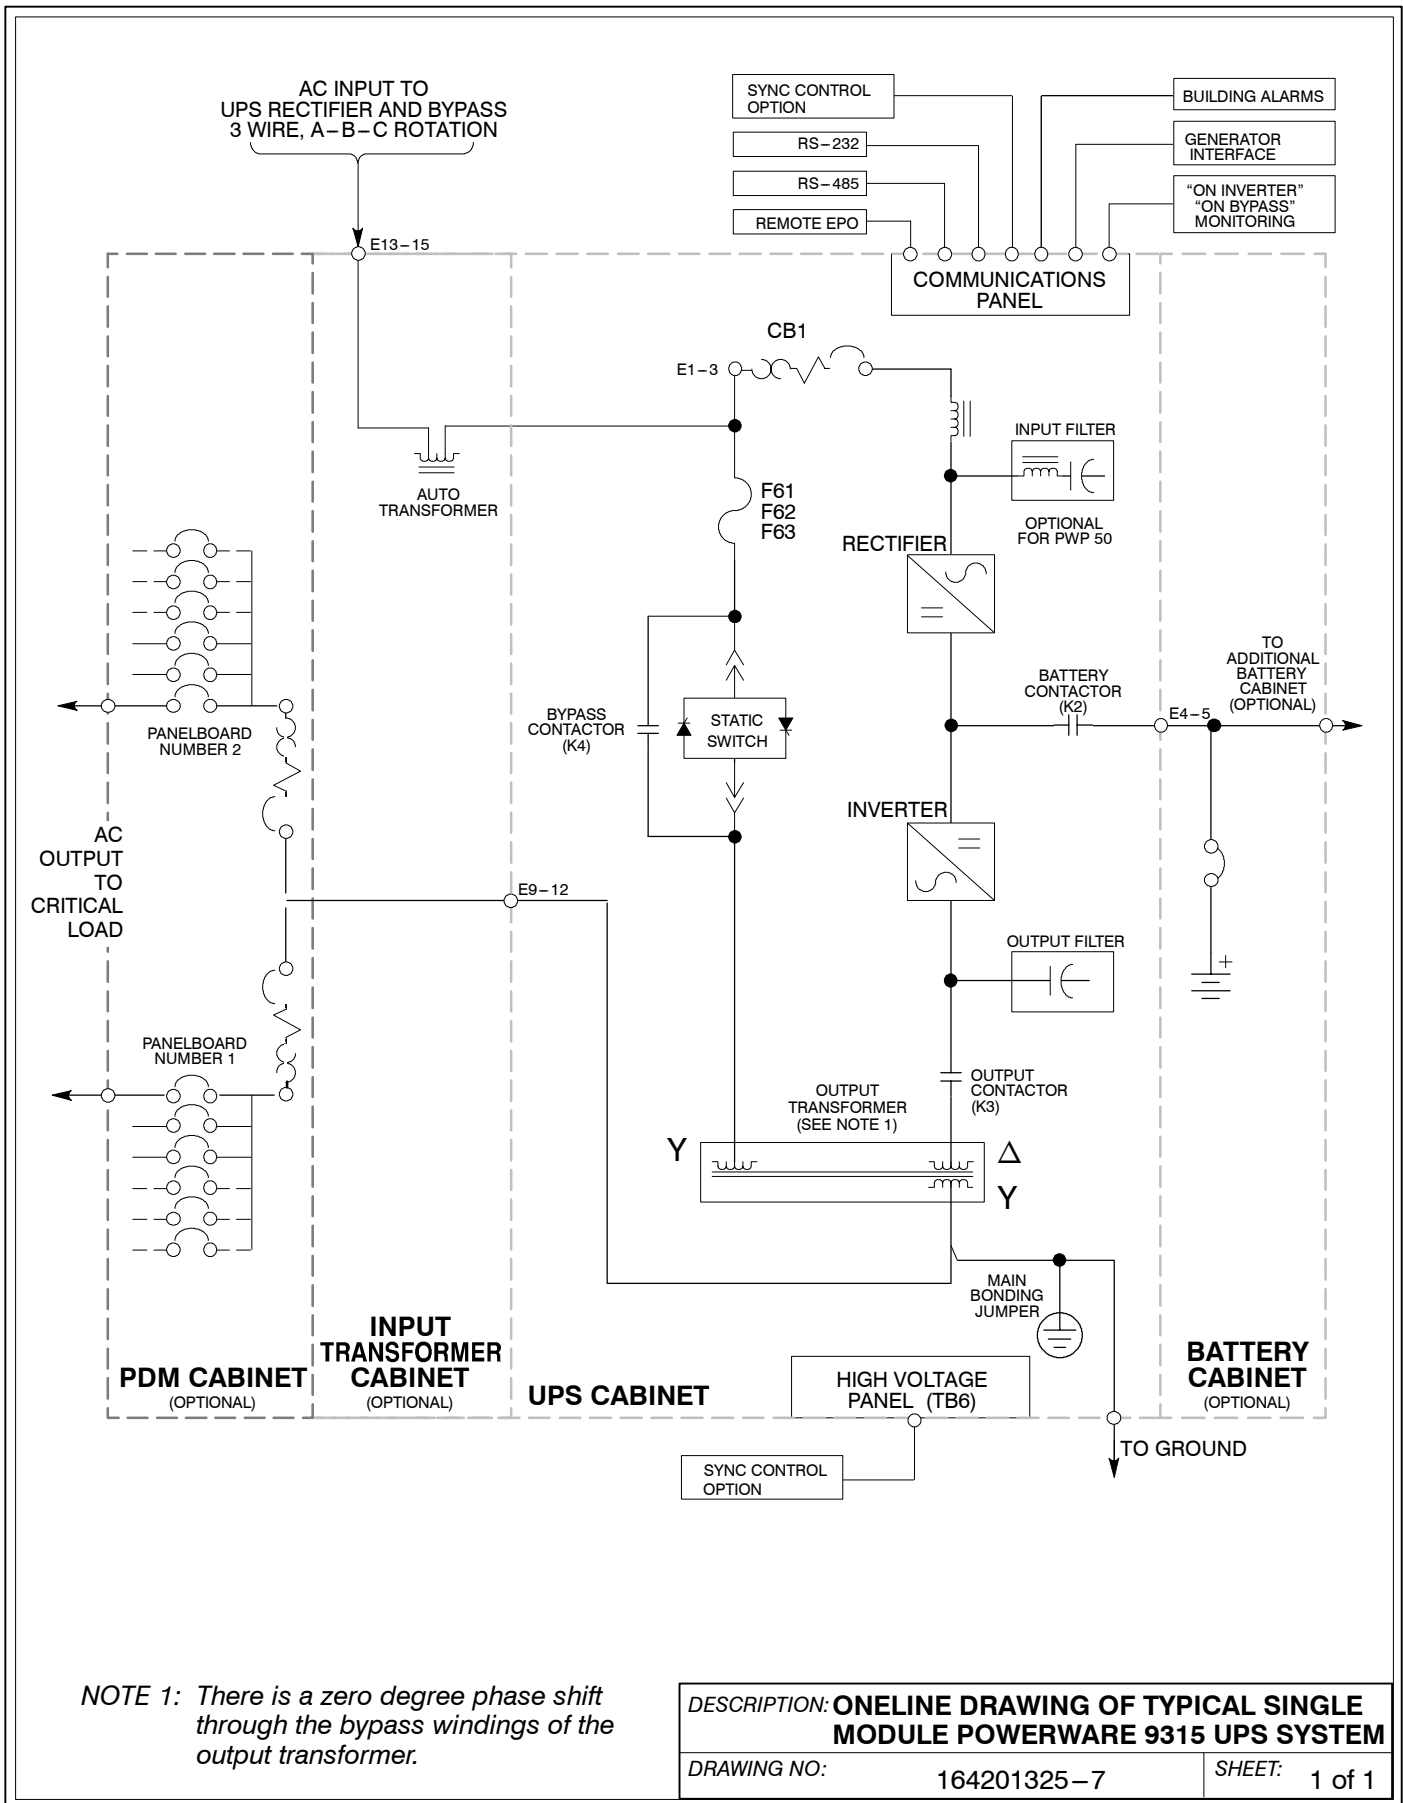 AC INPUT TO
UPS RECTIFIER AND BYPASS
3 WIRE, A-B-C ROTATION
SYNC CONTROL
OPTION
RS-232
RS-485
REMOTE EPO
BUILDING ALARMS
GENERATOR
INTERFACE
“ON INVERTER”
“ON BYPASS”
MONITORING
E13-15
COMMUNICATIONS
PANEL
CB1
E1-3
INPUT FILTER
AUTO
TRANSFORMER
F61
F62
F63
OPTIONAL
FOR PWP 50
RECTIFIER
TO
ADDITIONAL
BATTERY
CABINET
(OPTIONAL)
BATTERY
CONTACTOR
(K2)
E4-5
BYPASS
CONTACTOR
(K4)
STATIC
SWITCH
PANELBOARD
NUMBER 2
INVERTER
AC
OUTPUT
TO
CRITICAL
LOAD
E9-12
OUTPUT FILTER
+
PANELBOARD
NUMBER 1
OUTPUT
TRANSFORMER
(SEE NOTE 1)
OUTPUT
CONTACTOR
(K3)
Y
Δ
Y
MAIN
BONDING
JUMPER
PDM CABINET
(OPTIONAL)
INPUT
TRANSFORMER
CABINET
(OPTIONAL)
UPS CABINET
HIGH VOLTAGE
PANEL (TB6)
BATTERY
CABINET
(OPTIONAL)
TO GROUND
SYNC CONTROL
OPTION
NOTE 1: There is a zero degree phase shift
through the bypass windings of the
output transformer.
DESCRIPTION: ONELINE DRAWING OF TYPICAL SINGLE
MODULE POWERWARE 9315 UPS SYSTEM
DRAWING NO: 164201325-7
SHEET: 1 of 1